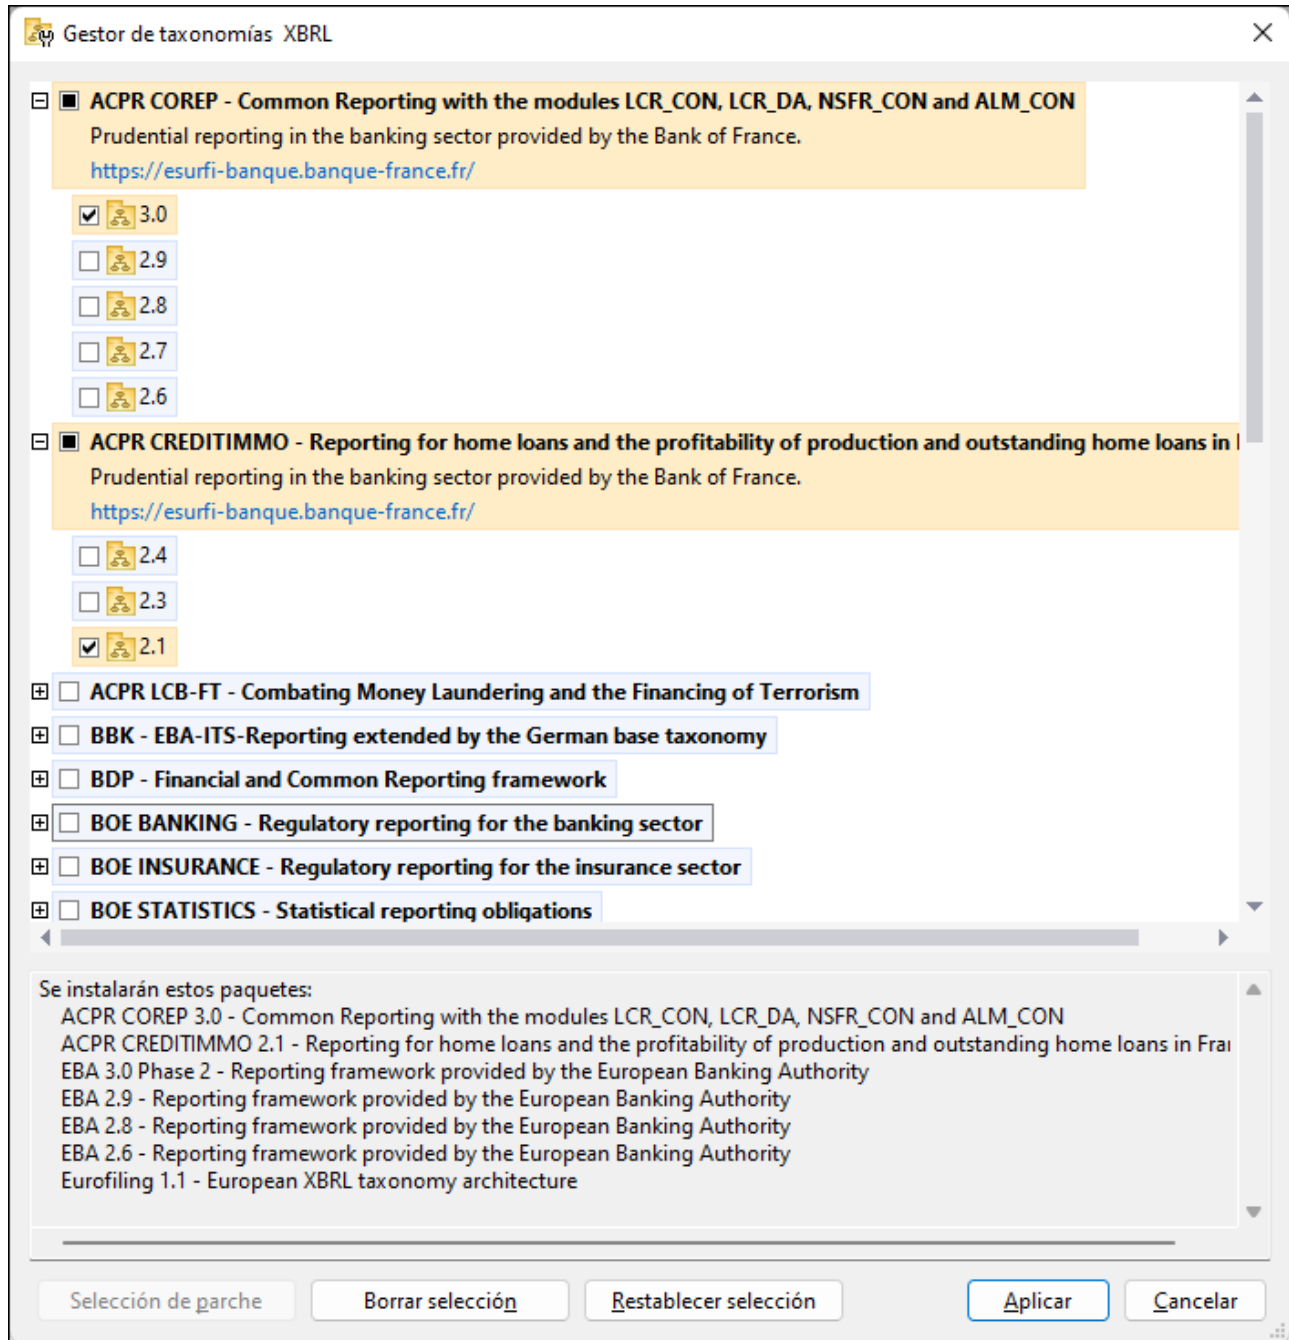 Gestor de taxonomías XBRL
ACPR COREP - Common Reporting with the modules LCR_CON, LCR_DA, NSFR_CON and ALM_CON
Prudential reporting in the banking sector provided by the Bank of France.
https://esurfi-banque.banque-france.fr/
3.0
2.9
2.8
2.7
2.6
ACPR CREDITIMMO - Reporting for home loans and the profitability of production and outstanding home loans in
Prudential reporting in the banking sector provided by the Bank of France.
https://esurfi-banque.banque-france.fr/
2.4
2.3
2.1
ACPR LCB-FT - Combating Money Laundering and the Financing of Terrorism
BBK - EBA-ITS-Reporting extended by the German base taxonomy
BDP - Financial and Common Reporting framework
BOE BANKING - Regulatory reporting for the banking sector
BOE INSURANCE - Regulatory reporting for the insurance sector
BOE STATISTICS - Statistical reporting obligations
Se instalarán estos paquetes:
ACPR COREP 3.0 - Common Reporting with the modules LCR_CON, LCR_DA, NSFR_CON and ALM_CON
ACPR CREDITIMMO 2.1 - Reporting for home loans and the profitability of production and outstanding home loans in Fra
EBA 3.0 Phase 2 - Reporting framework provided by the European Banking Authority
EBA 2.9 - Reporting framework provided by the European Banking Authority
EBA 2.8 - Reporting framework provided by the European Banking Authority
EBA 2.6 - Reporting framework provided by the European Banking Authority
Eurofiling 1.1 - European XBRL taxonomy architecture
Selección de parche
Borrar selección
Restablecer selección
Aplicar
Cancelar